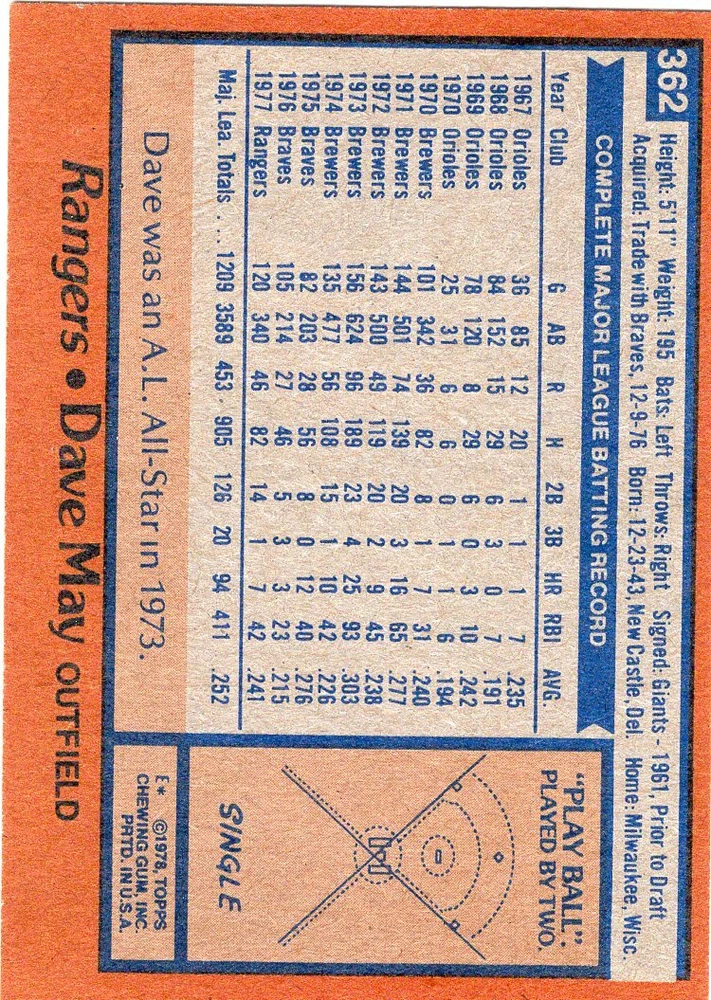 362
Height: 5'11" Weight: 195 Bats: Left Throws: Right Signed: Giants - 1961, Prior to Draft
Acquired: Trade with Braves, 12-9-76 Born: 12-23-43, New Castle, Del. Home: Milwaukee, Wisc.
COMPLETE MAJOR LEAGUE BATTING RECORD
Year Club G AB R H 2B 3B HR RBI AVG.
1967 Orioles 36 85 12 20 1 1 1 7 .235
1968 Orioles 84 152 15 29 6 3 0 7 .191
1969 Orioles 78 120 8 29 6 0 3 10 .242
1970 Orioles 25 31 6 6 0 1 1 6 .194
1970 Brewers 101 342 36 82 8 1 7 31 .240
1971 Brewers 144 501 74 139 20 3 16 65 .277
1972 Brewers 143 500 49 119 20 2 9 45 .238
1973 Brewers 156 624 96 189 23 4 25 93 .303
1974 Brewers 135 477 56 108 15 1 10 42 .226
1975 Braves 82 203 28 56 8 0 12 40 .276
1976 Braves 105 214 27 46 5 3 3 23 .215
1977 Rangers 120 340 46 82 14 1 7 42 .241
Maj. Lea. Totals . . . 1209 3589 453 905 126 20 94 411 .252
Dave was an A.L. All-Star in 1973.
"PLAY BALL".
PLAYED BY TWO.
SINGLE
E* ©1978, TOPPS
CHEWING GUM, INC.
PRTD. IN U.S.A.
Rangers • Dave May OUTFIELD